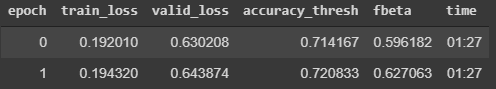 epoch train_loss valid_loss accuracy_thresh fbeta time
0 0.192010 0.630208 0.714167 0.596182 01:27
1 0.194320 0.643874 0.720833 0.627063 01:27